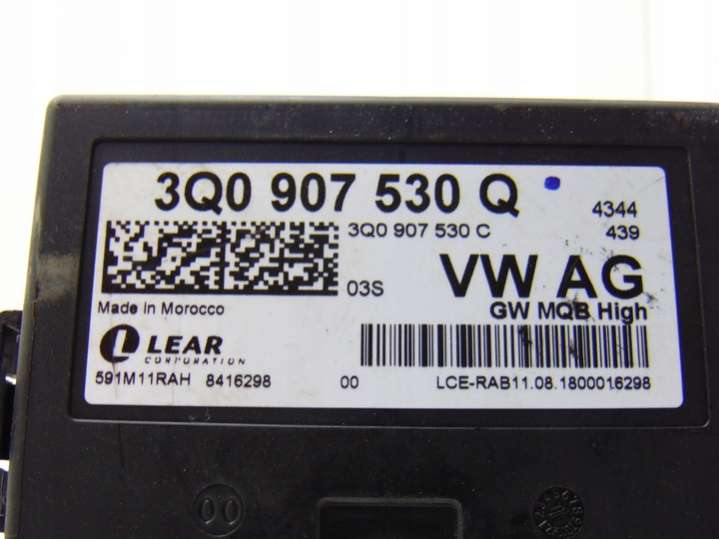 3Q0 907 530 Q
4344
3Q0 907 530 C
439
03S
VW AG
GW MQB High
Made in Morocco
LEAR
CORPORATION
591M11RAH 8416298 00 LCE-RAB11.08.1800016298
00